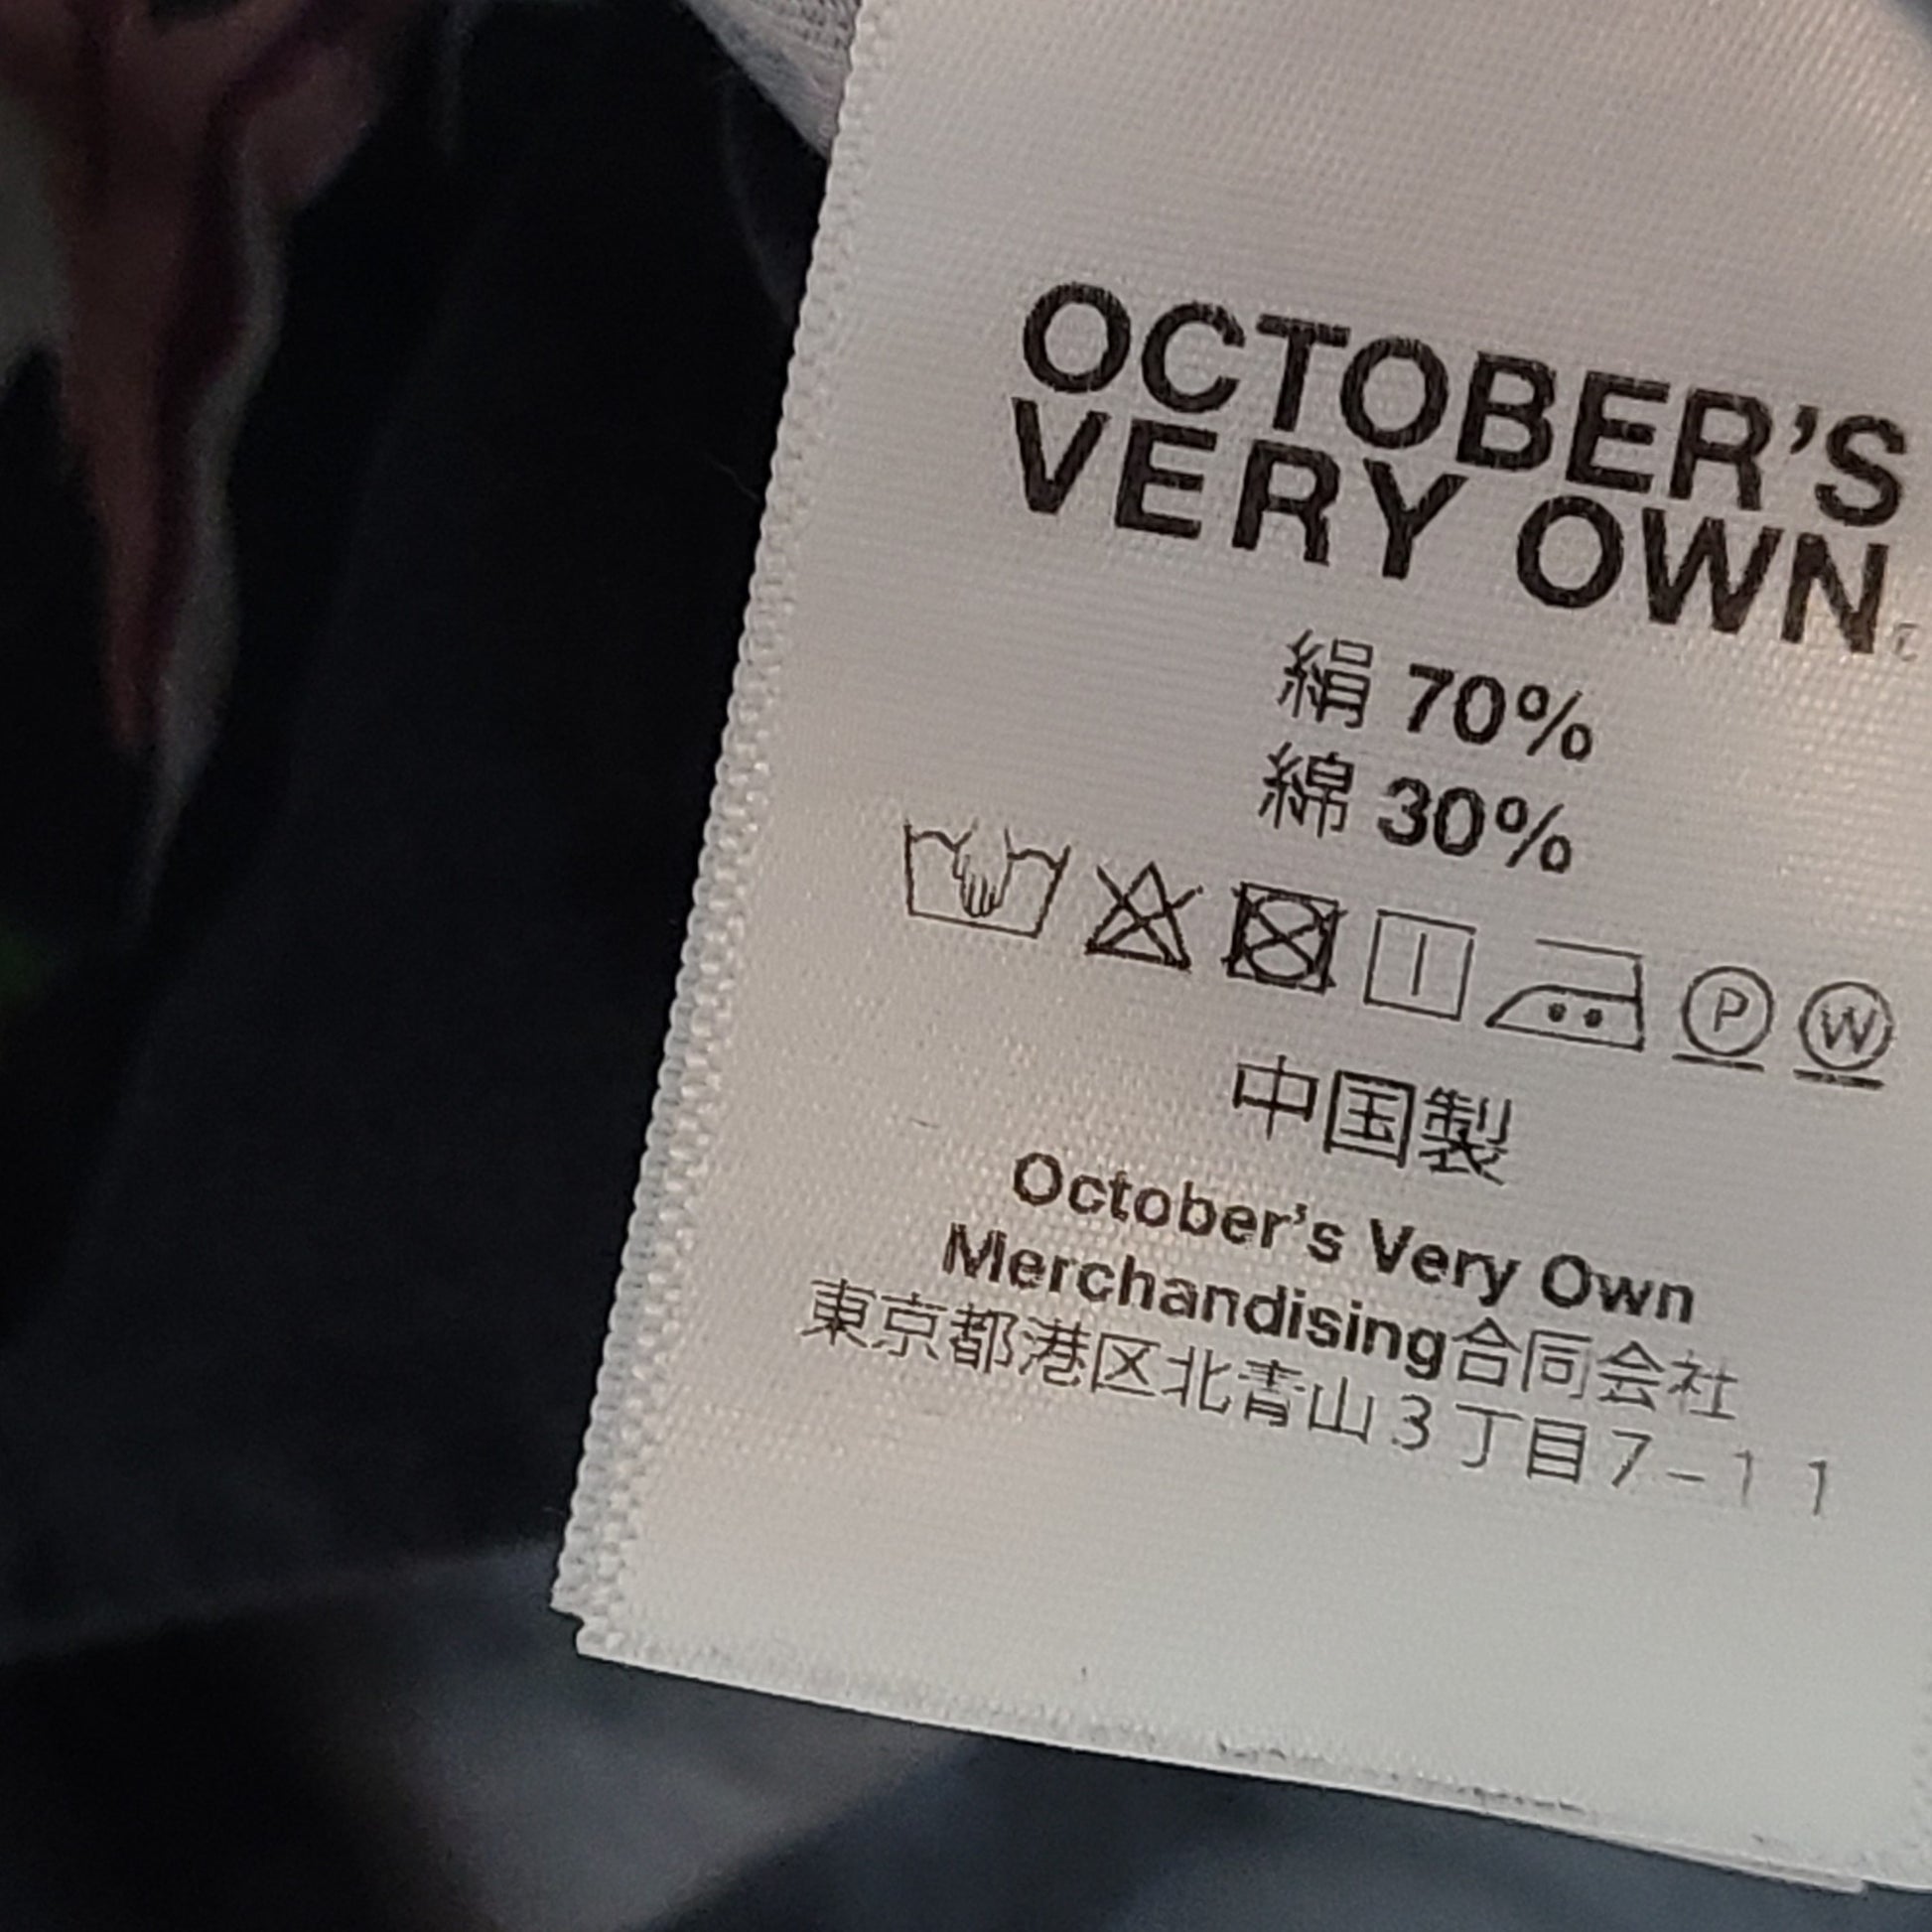 OCTOBER'S
VERY OWN
絹 70%
綿 30%
P W
中国製
October's Very Own
Merchandising合同会社
東京都港区北青山3丁目7-11